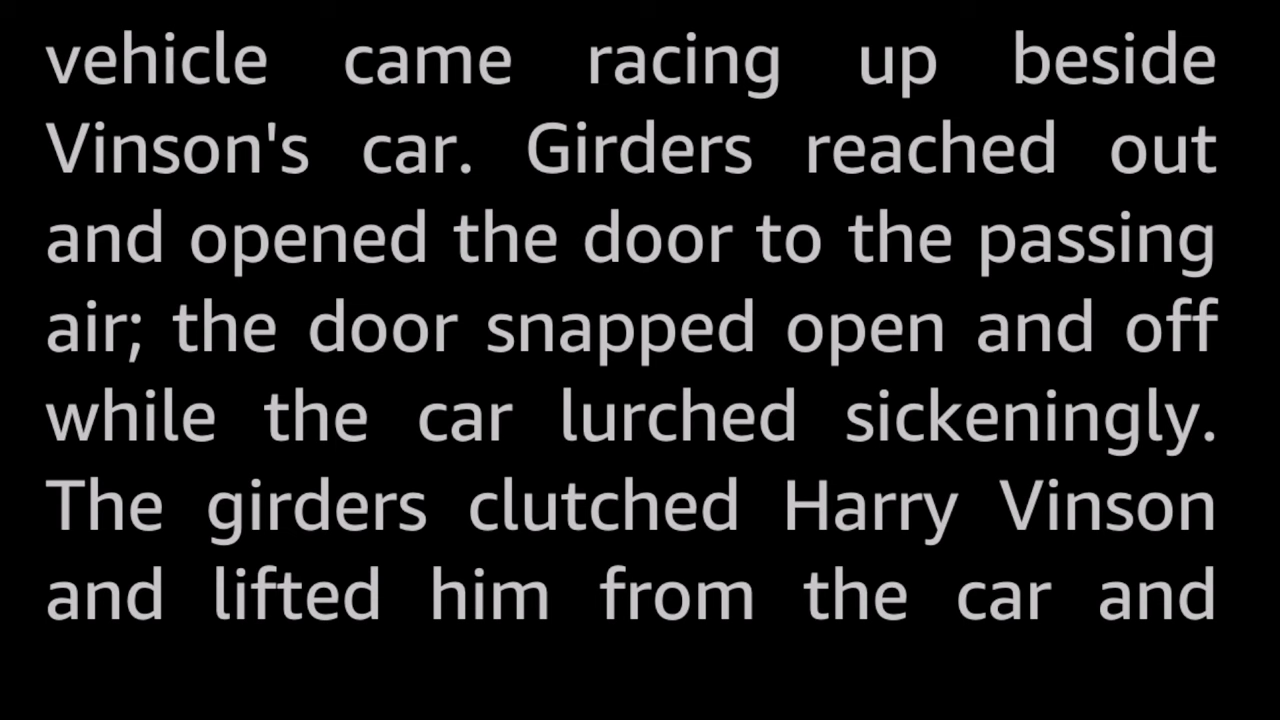 vehicle came racing up beside
Vinson's car. Girders reached out
and opened the door to the passing
air; the door snapped open and off
while the car lurched sickeningly.
The girders clutched Harry Vinson
and lifted him from the car and